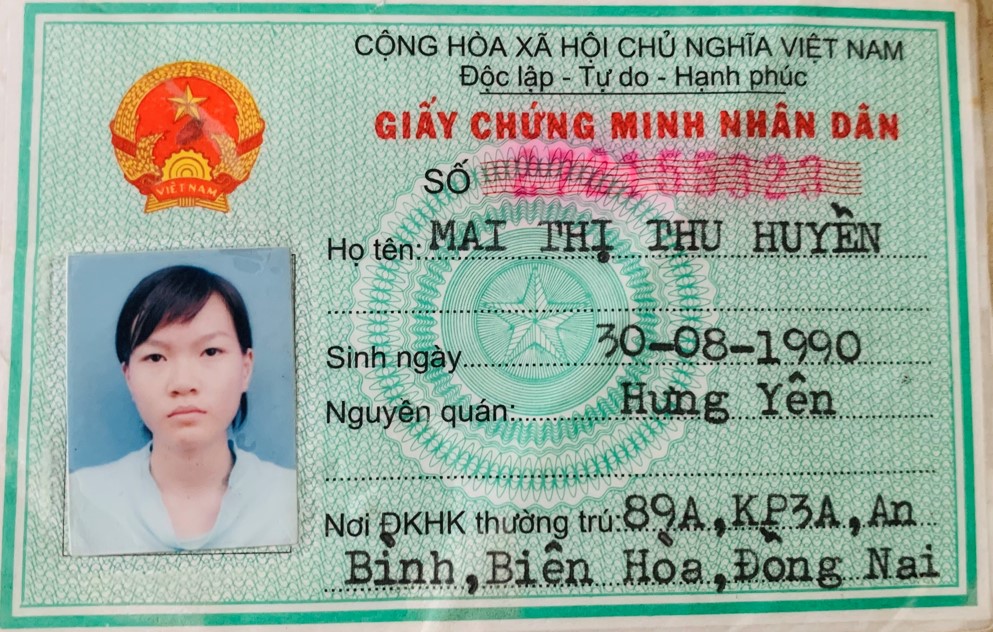 CỘNG HÒA XÃ HỘI CHỦ NGHĨA VIỆT NAM
Độc lập - Tự do - Hạnh phúc
GIẤY CHỨNG MINH NHÂN DÂN
VIỆT NAM
SỐ
Họ tên: MAI THỊ THU HUYỀN
Sinh ngày 30-08-1990
Nguyên quán: Hưng Yên
Nơi ĐKHK thường trú: 89A, KP3A, An
Bình, Biên Hòa, Đồng Nai